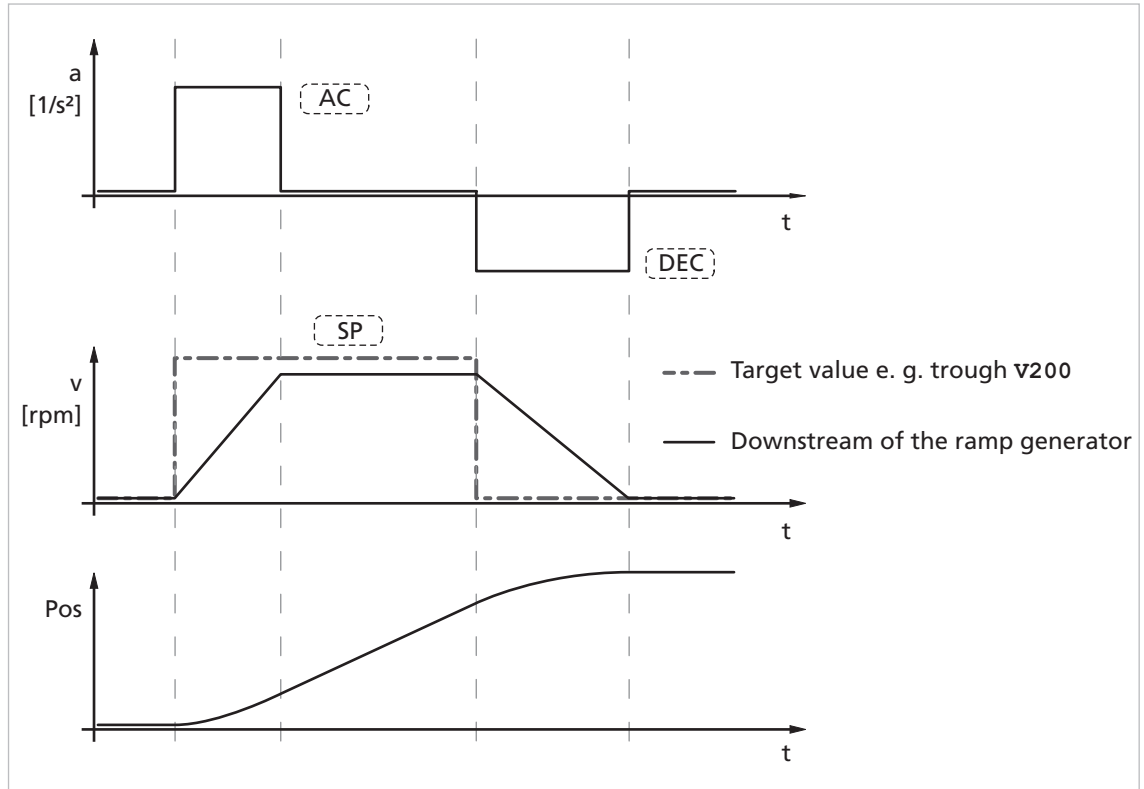 a
[1/s²]
AC
t
DEC
SP
v
[rpm]
Target value e. g. trough V200
Downstream of the ramp generator
t
Pos
t